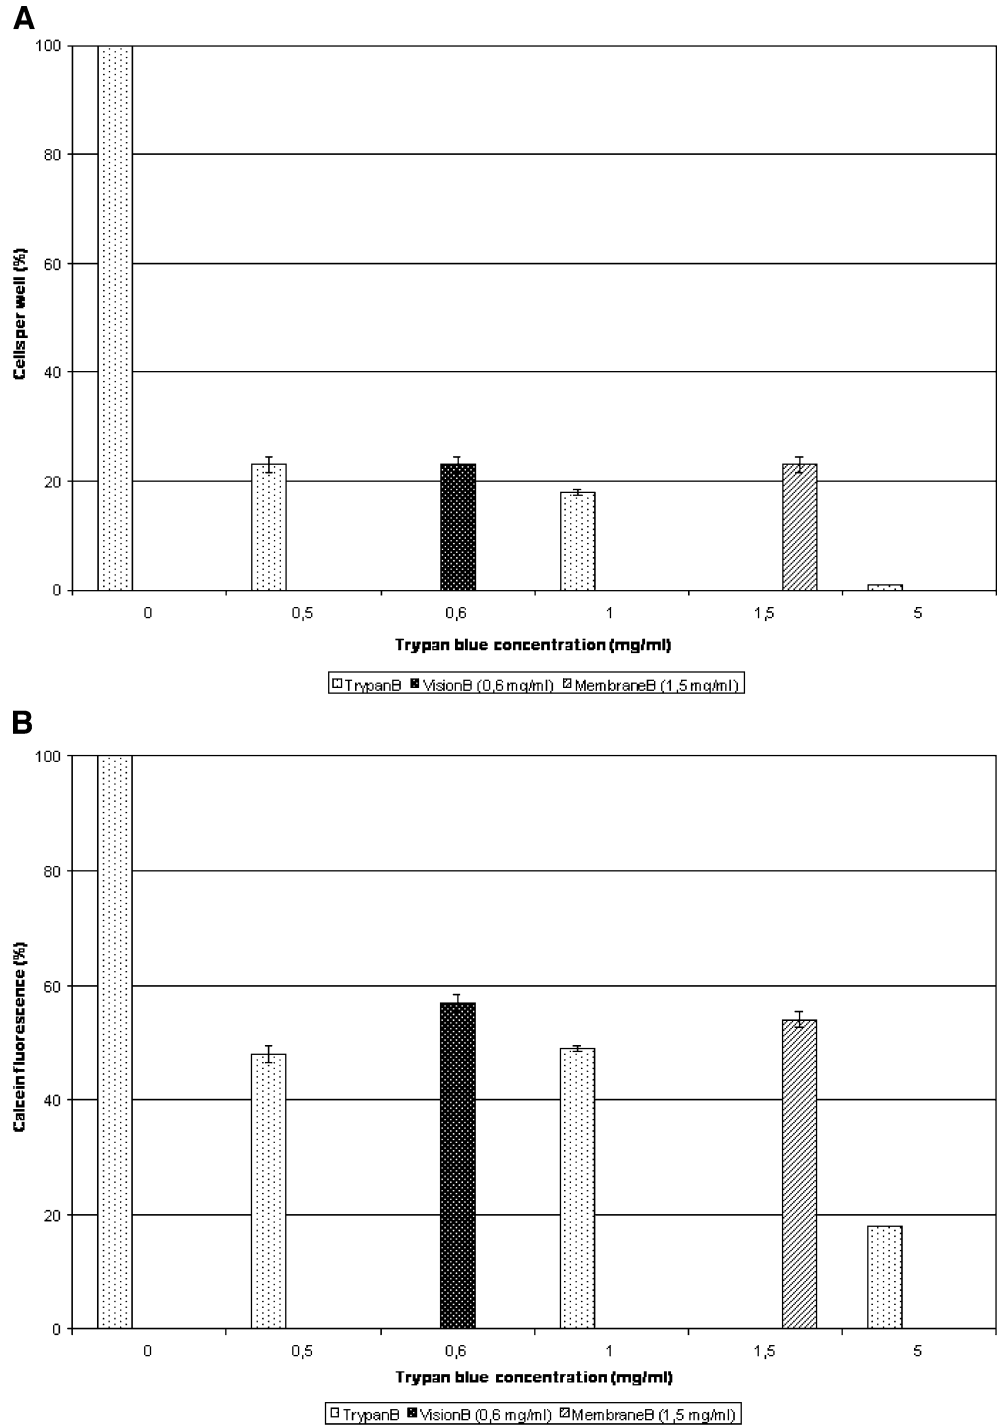 A
100
80
60
40
20
0
Cells per well (%)
0 0,5 0,6 1 1,5 5
Trypan blue concentration (mg/ml)
TrypanB VisionB (0,6 mg/ml) MembraneB (1,5 mg/ml)
B
100
80
60
40
20
0
Calcein fluorescence (%)
0 0,5 0,6 1 1,5 5
Trypan blue concentration (mg/ml)
TrypanB VisionB (0,6 mg/ml) MembraneB (1,5 mg/ml)